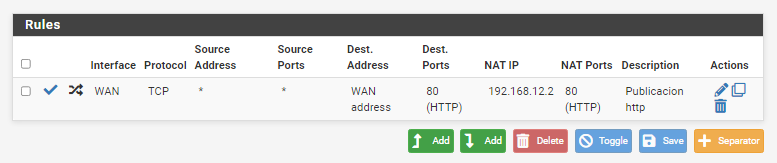 Rules
Interface Protocol Source Address Source Ports Dest. Address Dest. Ports NAT IP NAT Ports Description Actions
WAN TCP * * WAN address 80 (HTTP) 192.168.12.2 80 (HTTP) Publicacion http
Add Add Delete Toggle Save Separator